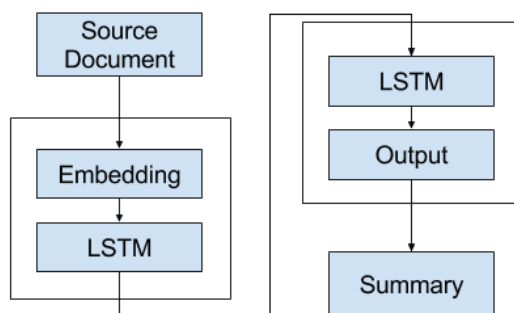 Source
Document
Embedding
LSTM
LSTM
Output
Summary